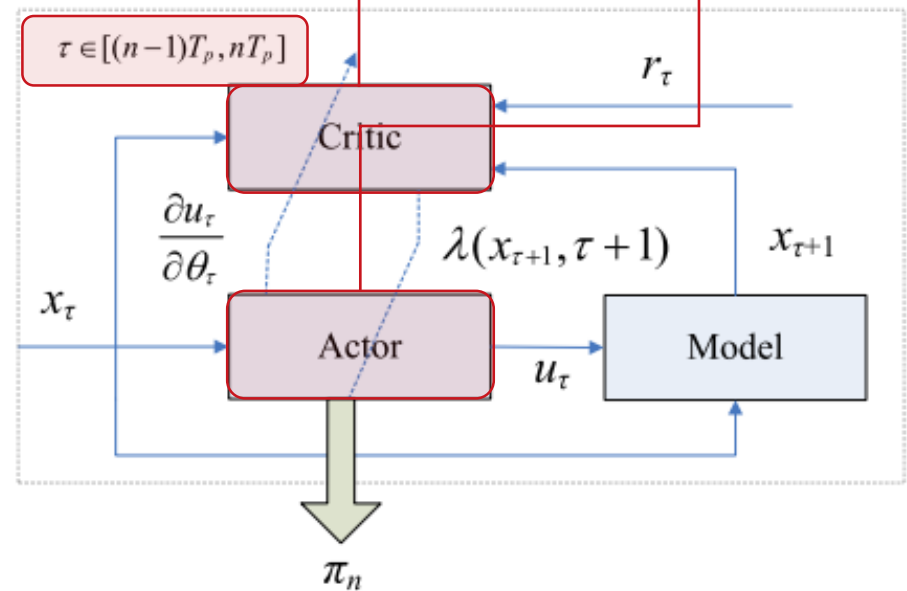 τ ∈ [(n−1)T_p, nT_p]
r_τ
Critic
∂u_τ
∂θ_τ
λ(x_{τ+1}, τ+1)
x_{τ+1}
x_τ
Actor
u_τ
Model
π_n